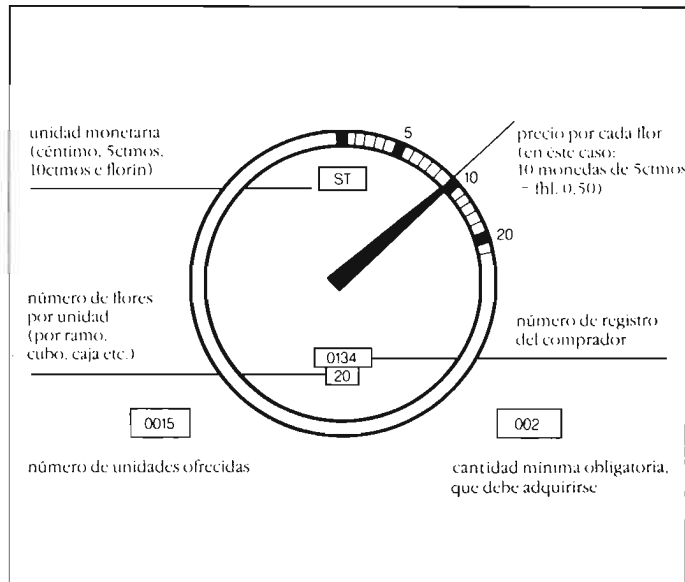 unidad monetaria
(céntimo, 5ctmos,
10ctmos e florín)
ST
5
10
20
precio por cada flor
(en éste caso:
10 monedas de 5ctmos
= fhl. 0,50)
número de flores
por unidad
(por ramo,
cubo, caja etc.)
0134
20
número de registro
del comprador
0015
número de unidades ofrecidas
002
cantidad mínima obligatoria,
que debe adquirirse